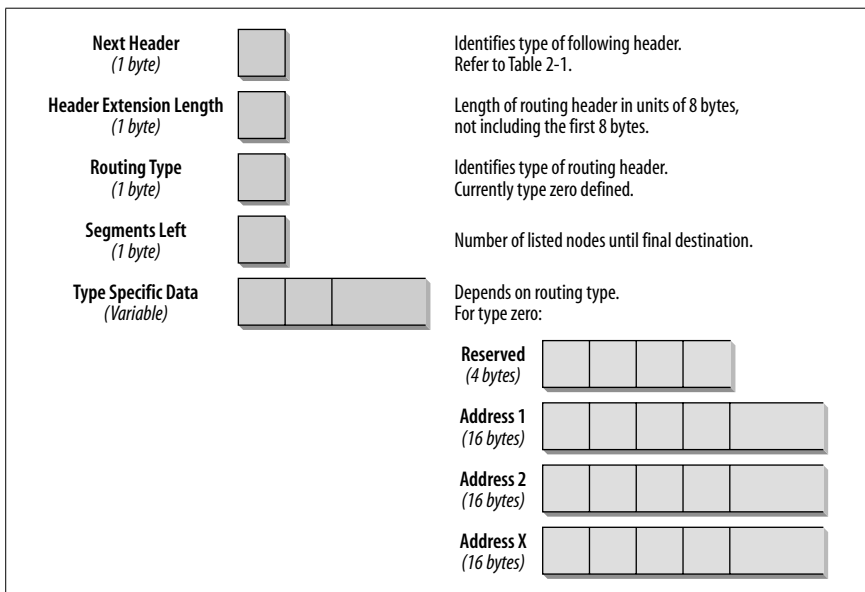 Next Header
(1 byte)
Identifies type of following header.
Refer to Table 2-1.
Header Extension Length
(1 byte)
Length of routing header in units of 8 bytes,
not including the first 8 bytes.
Routing Type
(1 byte)
Identifies type of routing header.
Currently type zero defined.
Segments Left
(1 byte)
Number of listed nodes until final destination.
Type Specific Data
(Variable)
Depends on routing type.
For type zero:
Reserved
(4 bytes)
Address 1
(16 bytes)
Address 2
(16 bytes)
Address X
(16 bytes)